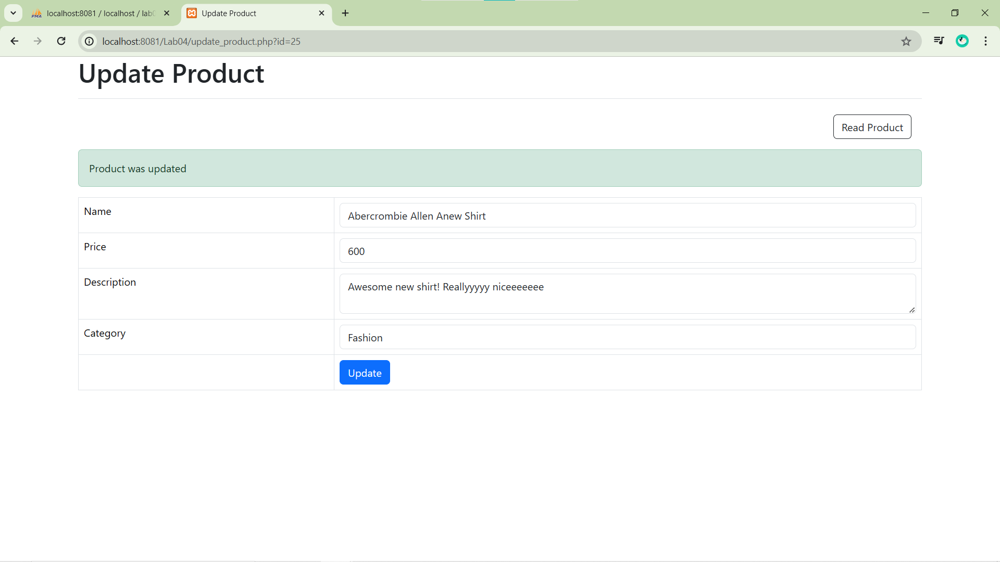 localhost:8081 / localhost / lab
Update Product
localhost:8081/Lab04/update_product.php?id=25
Update Product
Read Product
Product was updated
Name
Abercrombie Allen Anew Shirt
Price
600
Description
Awesome new shirt! Reallyyyyy niceeeeeee
Category
Fashion
Update